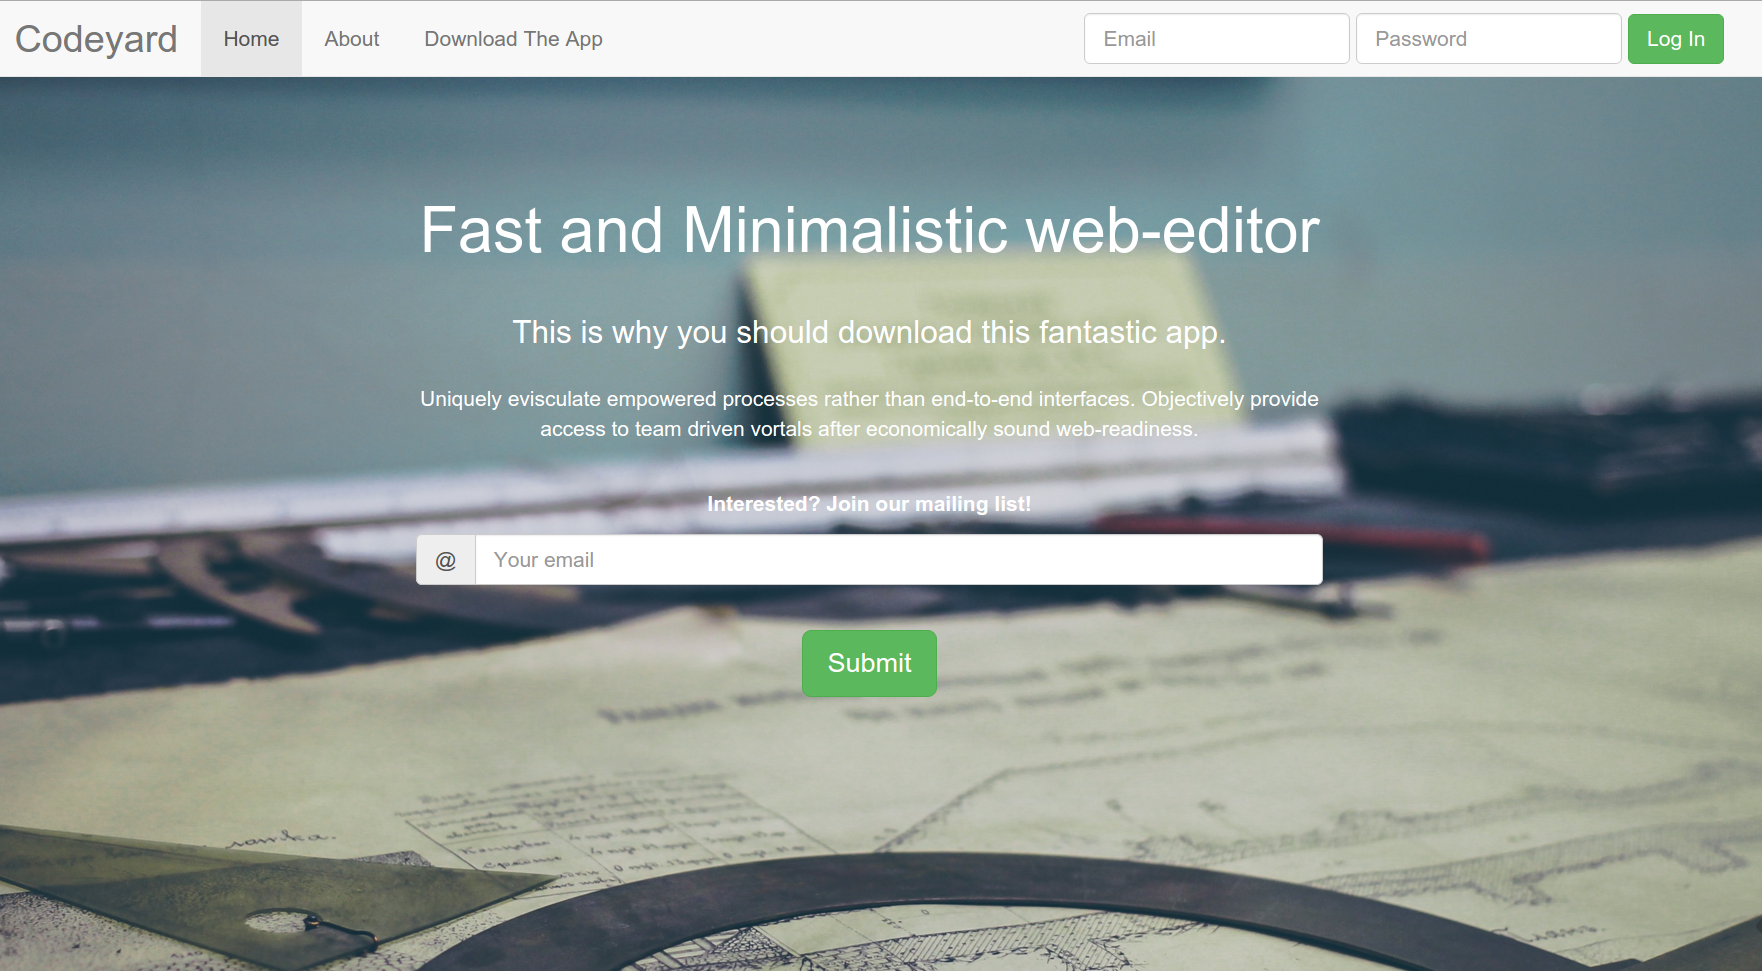 Codeyard Home About Download The App Email Password Log In
Fast and Minimalistic web-editor
This is why you should download this fantastic app.
Uniquely evisculate empowered processes rather than end-to-end interfaces. Objectively provide
access to team driven vortals after economically sound web-readiness.
Interested? Join our mailing list!
@ Your email
Submit